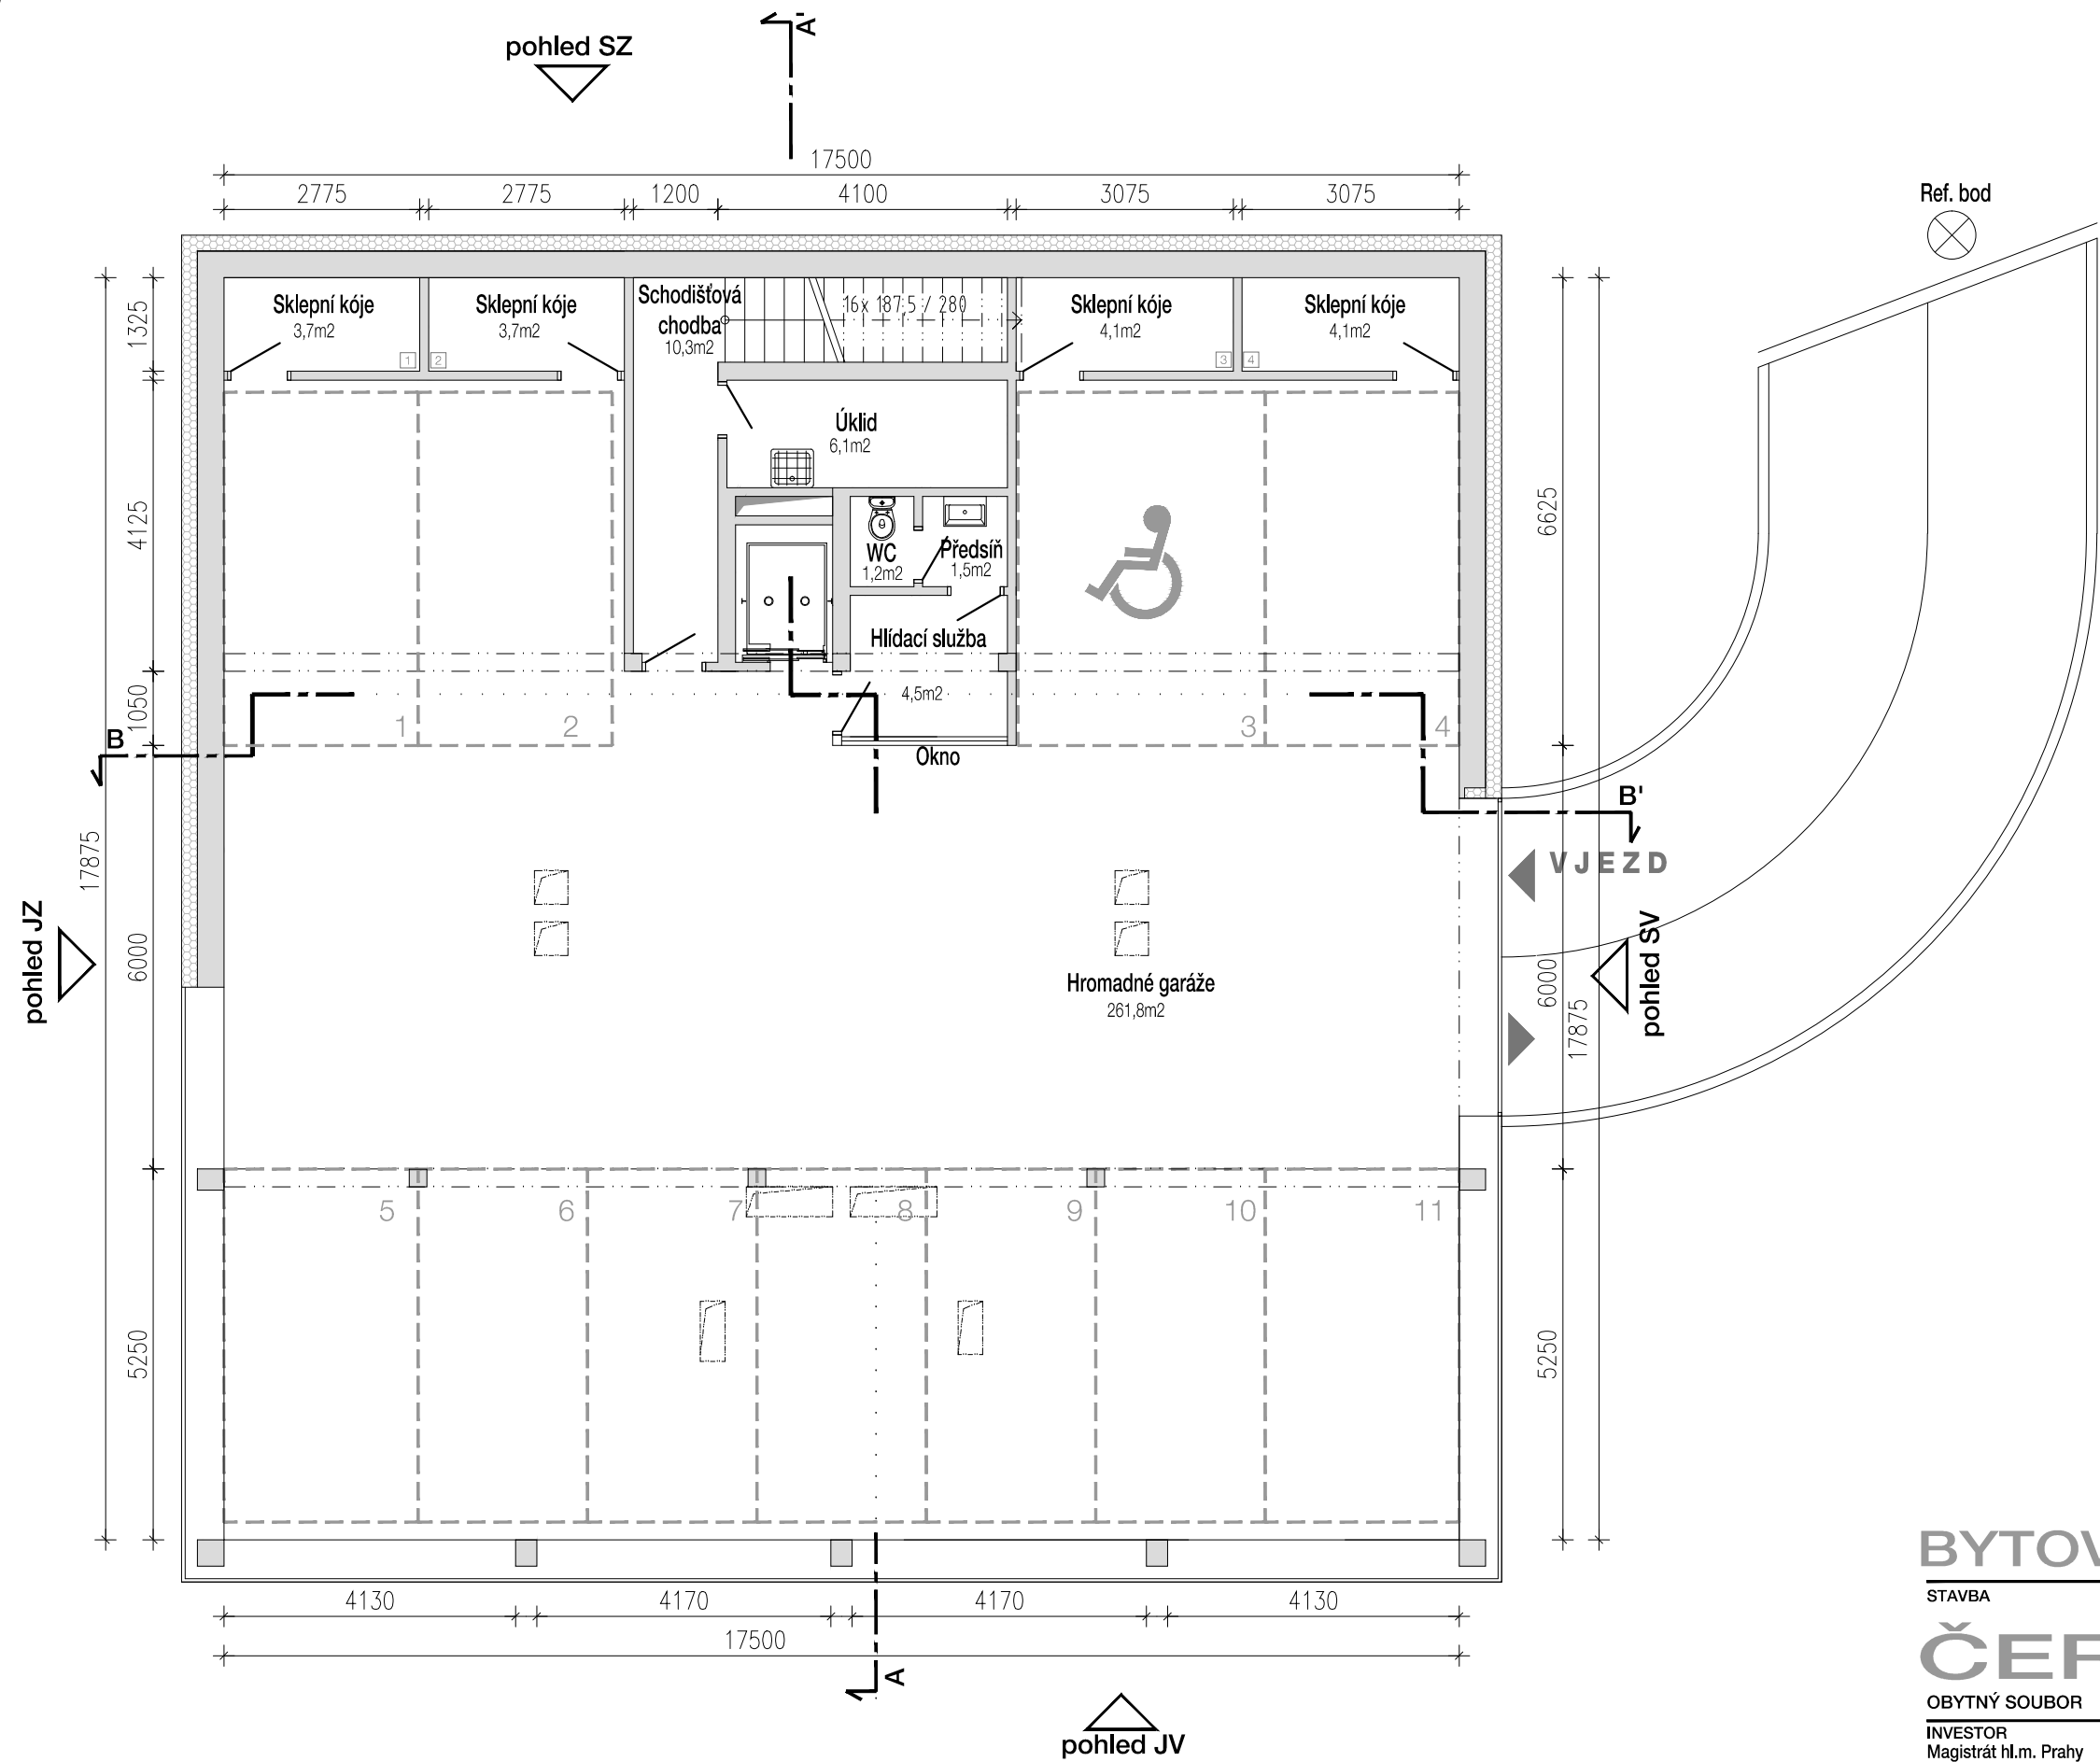 pohled SZ
A'
17500
2775 2775 1200 4100 3075 3075
Ref. bod
Sklepní kóje
3,7m2
1
Sklepní kóje
3,7m2
2
Schodišťová
chodba
10,3m2
16x 187,5 / 280
Sklepní kóje
4,1m2
3
Sklepní kóje
4,1m2
4
1325
4125
1050
6000
5250
17875
Úklid
6,1m2
WC
1,2m2
Předsíň
1,5m2
Hlídací služba
4,5m2
Okno
1
2
3
4
B
B'
6625
6000
5250
17875
VJEZD
pohled JZ
pohled SV
Hromadné garáže
261,8m2
5 6 7 8 9 10 11
4130 4170 4170 4130
17500
A
pohled JV
STAVBA
OBYTNÝ SOUBOR
INVESTOR
Magistrát hl.m. Prahy